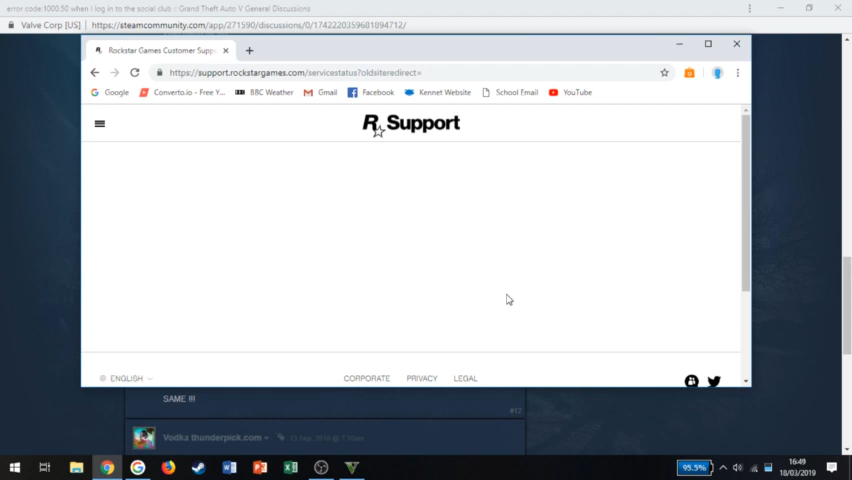 error code:1000.50 when I log in to the social club :: Grand Theft Auto V General Discussions
Valve Corp [US] | https://steamcommunity.com/app/271590/discussions/0/1742220359681894712/
Rockstar Games Customer Supp
https://support.rockstargames.com/servicestatus?oldsiteredirect=
Google Converto.io - Free Y... BBC Weather Gmail Facebook Kennet Website School Email YouTube
R Support
ENGLISH CORPORATE PRIVACY LEGAL
SAME !!!
#12
Vodka thunderpick.com
95.5% 16:49
18/03/2019